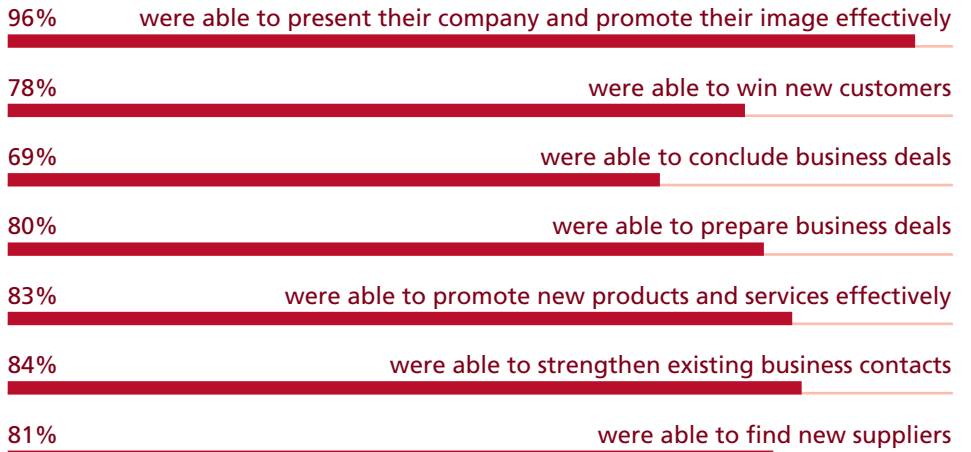 96% were able to present their company and promote their image effectively
78% were able to win new customers
69% were able to conclude business deals
80% were able to prepare business deals
83% were able to promote new products and services effectively
84% were able to strengthen existing business contacts
81% were able to find new suppliers